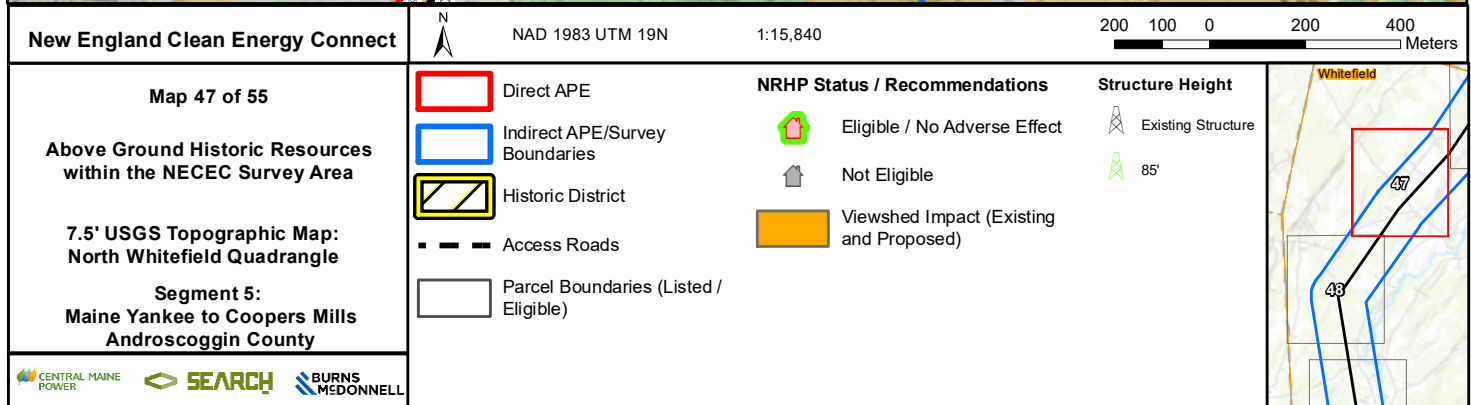 New England Clean Energy Connect
N
NAD 1983 UTM 19N
1:15,840
200 100 0 200 400
Meters
Map 47 of 55
Above Ground Historic Resources
within the NECEC Survey Area
7.5' USGS Topographic Map:
North Whitefield Quadrangle
Segment 5:
Maine Yankee to Coopers Mills
Androscoggin County
CENTRAL MAINE
POWER
SEARCH
BURNS
MCDONNELL
Direct APE
Indirect APE/Survey
Boundaries
Historic District
Access Roads
Parcel Boundaries (Listed /
Eligible)
NRHP Status / Recommendations
Eligible / No Adverse Effect
Not Eligible
Viewshed Impact (Existing
and Proposed)
Structure Height
Existing Structure
85'
Whitefield
47
48